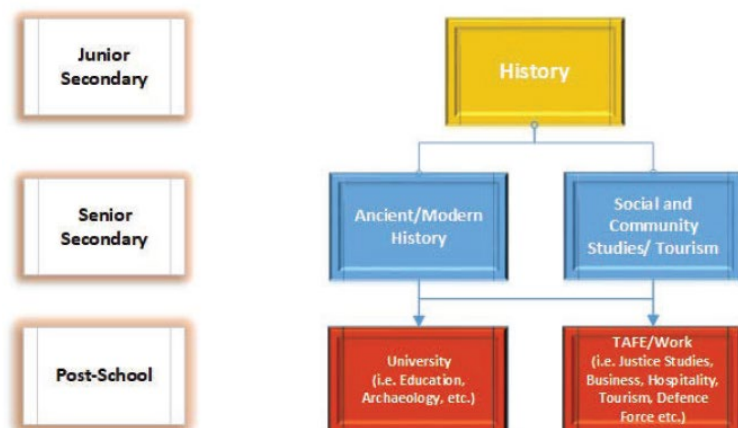 Junior
Secondary
History
Senior
Secondary
Ancient/Modern
History
Social and
Community
Studies/ Tourism
Post-School
University
(i.e. Education,
Archaeology, etc.)
TAFE/Work
(i.e. Justice Studies,
Business, Hospitality,
Tourism, Defence
Force etc.)